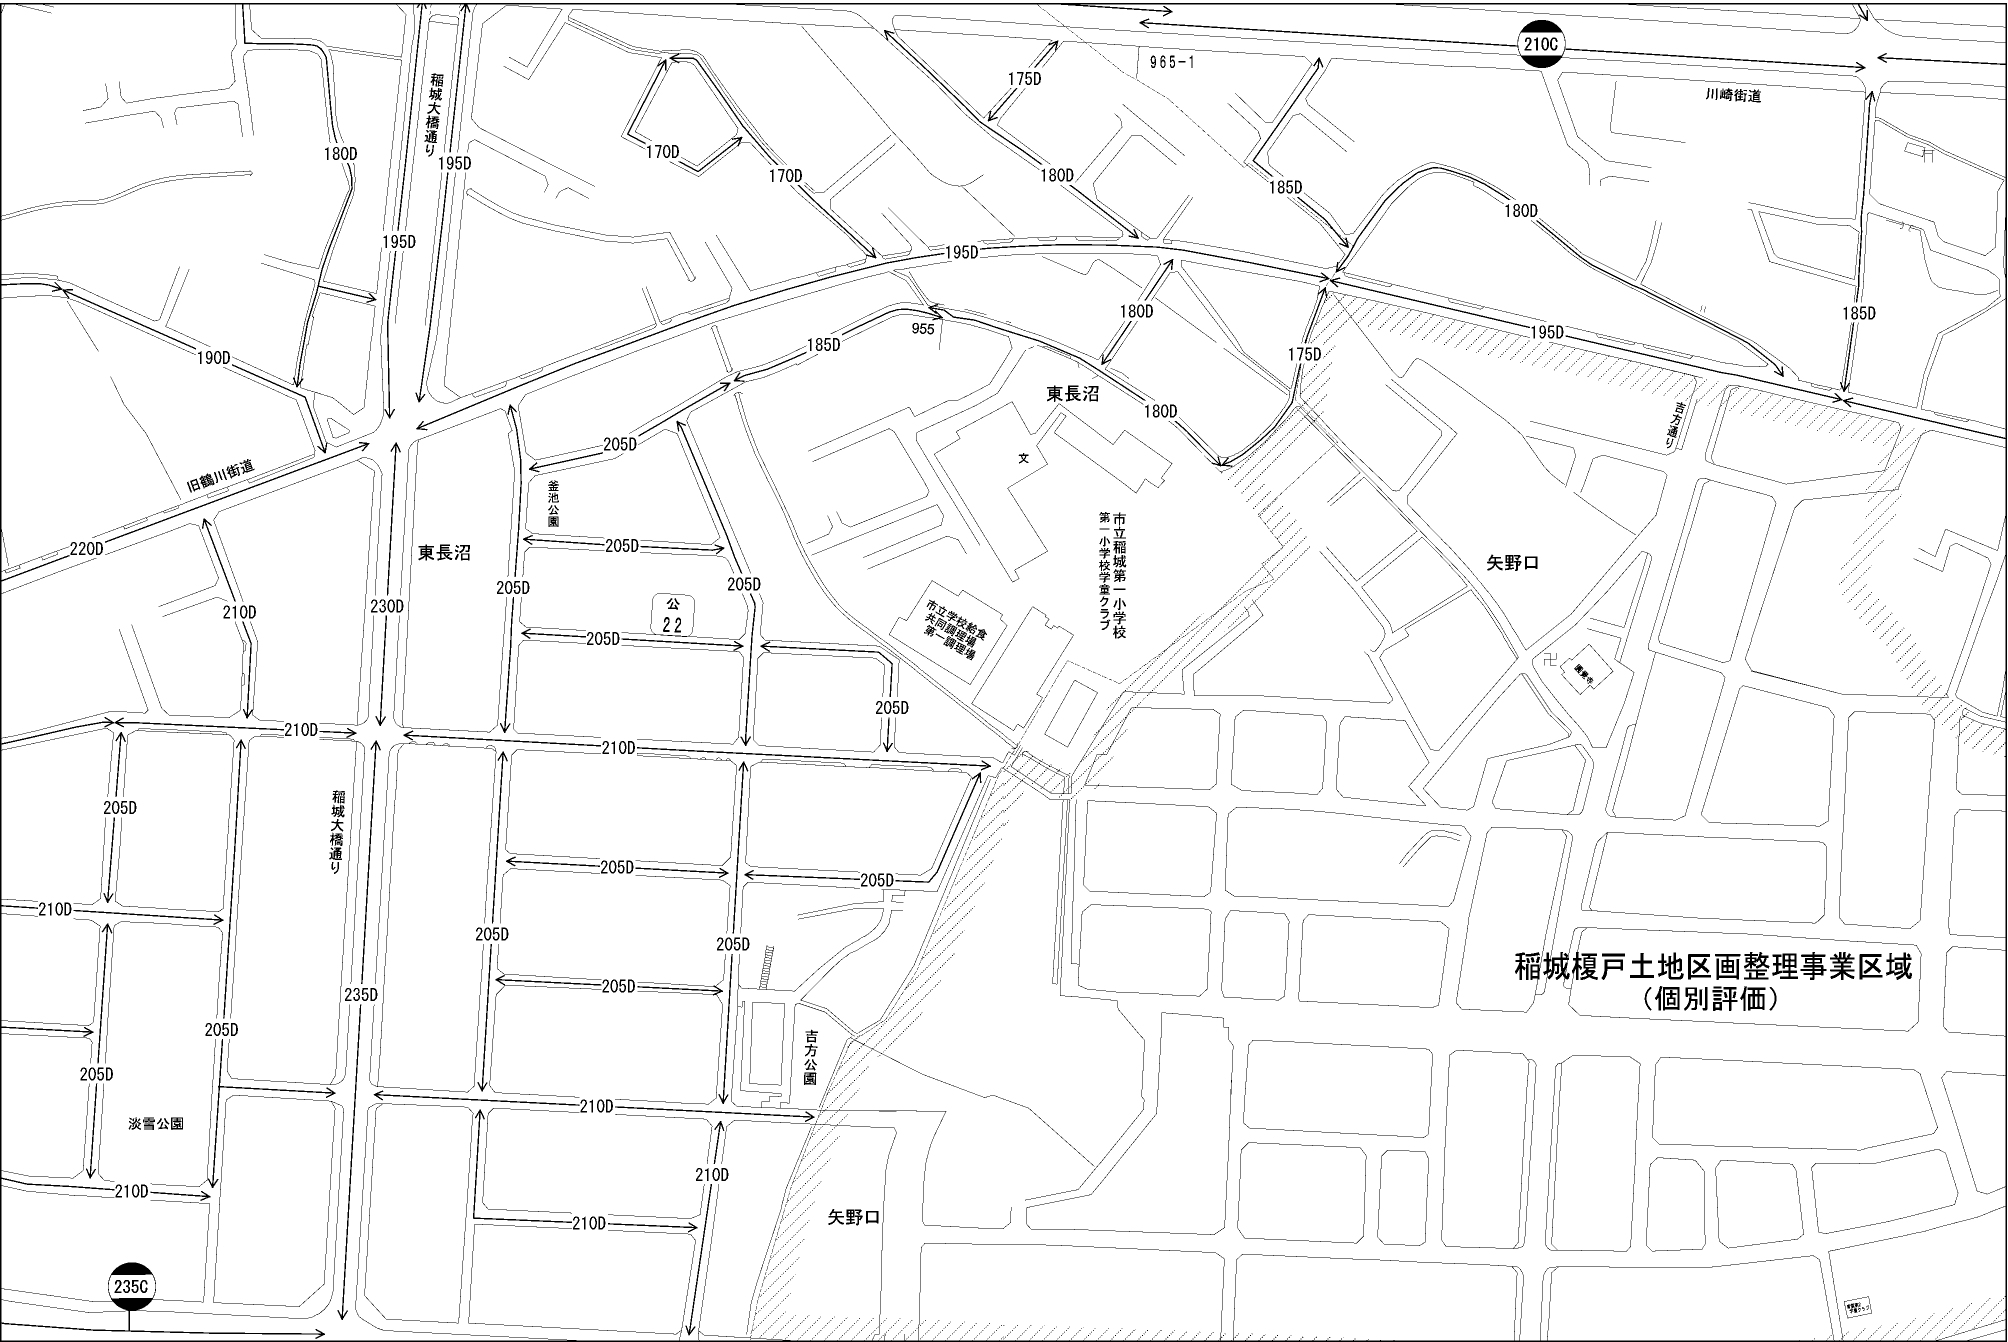 210C
175D
965-1
川崎街道
稲城大橋通り
180D
195D
170D
170D
180D
185D
180D
195D
195D
185D
190D
955
185D
180D
175D
195D
東長沼
180D
吉方通り
205D
旧鶴川街道
釜池公園
文
220D
東長沼
205D
市立稲城第一小学校
第一小学校学童クラブ
矢野口
205D
205D
210D
230D
公
22
市立学校給食
共同調理場
第一調理場
205D
卍
205D
210D
210D
205D
稲城大橋通り
205D
205D
210D
205D
205D
235D
205D
稲城榎戸土地区画整理事業区域
(個別評価)
205D
205D
吉方公園
淡雪公園
210D
210D
210D
矢野口
210D
235C